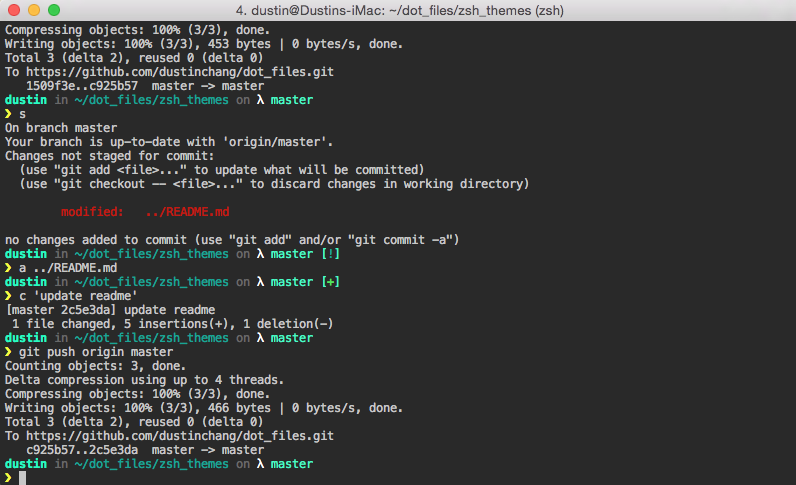 4. dustin@Dustins-iMac: ~/dot_files/zsh_themes (zsh)
Compressing objects: 100% (3/3), done.
Writing objects: 100% (3/3), 453 bytes | 0 bytes/s, done.
Total 3 (delta 2), reused 0 (delta 0)
To https://github.com/dustinchang/dot_files.git
   1509f3e..c925b57  master -> master
dustin in ~/dot_files/zsh_themes on λ master
❯ s
On branch master
Your branch is up-to-date with 'origin/master'.
Changes not staged for commit:
  (use "git add <file>..." to update what will be committed)
  (use "git checkout -- <file>..." to discard changes in working directory)
        modified:   ../README.md
no changes added to commit (use "git add" and/or "git commit -a")
dustin in ~/dot_files/zsh_themes on λ master [!]
❯ a ../README.md
dustin in ~/dot_files/zsh_themes on λ master [+]
❯ c 'update readme'
[master 2c5e3da] update readme
 1 file changed, 5 insertions(+), 1 deletion(-)
dustin in ~/dot_files/zsh_themes on λ master
❯ git push origin master
Counting objects: 3, done.
Delta compression using up to 4 threads.
Compressing objects: 100% (3/3), done.
Writing objects: 100% (3/3), 466 bytes | 0 bytes/s, done.
Total 3 (delta 2), reused 0 (delta 0)
To https://github.com/dustinchang/dot_files.git
   c925b57..2c5e3da  master -> master
dustin in ~/dot_files/zsh_themes on λ master
❯